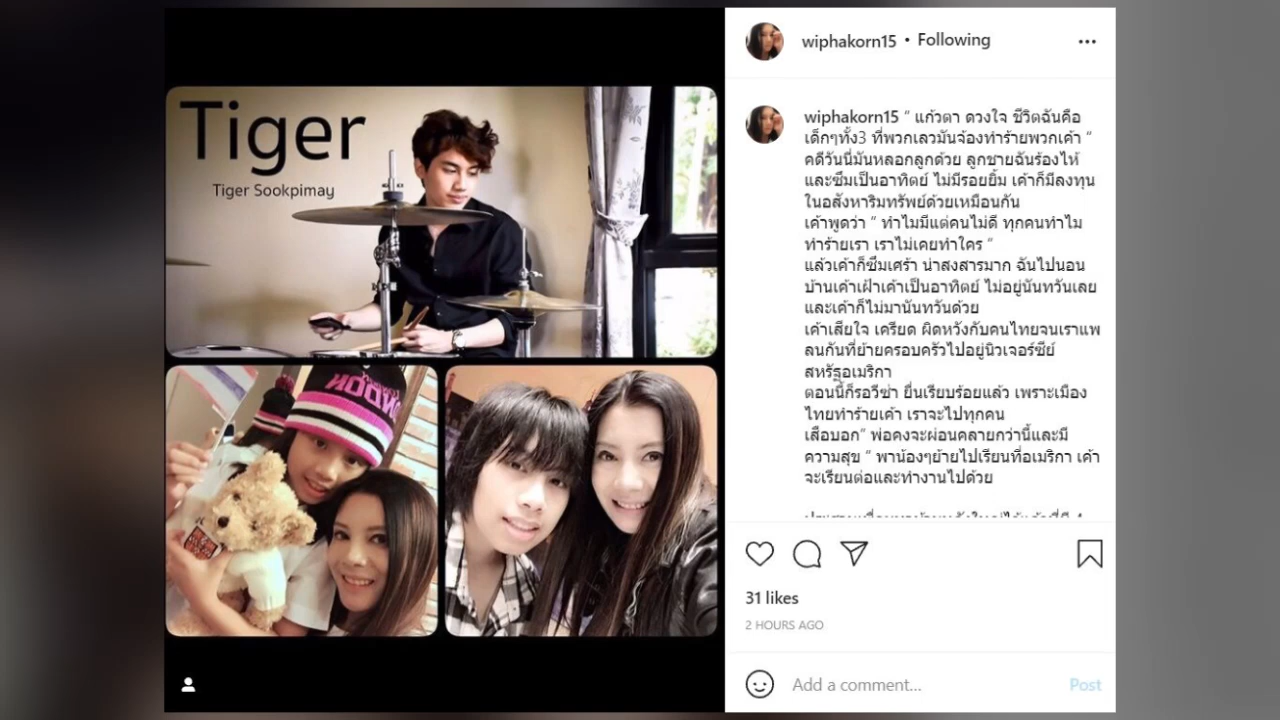 Tiger
Tiger Sookpimay
wiphakorn15 • Following
wiphakorn15 " แก้วตา ดวงใจ ชีวิตฉันคือ
เด็กๆทั้ง3 ที่พวกเลวมันจ้องทำร้ายพวกเค้า "
คดีวันนี่มันหลอกลูกด้วย ลูกชายฉันร้องไห้
และซึมเป็นอาทิตย์ ไม่มีรอยยิ้ม เค้าก็มีลงทุน
ในอสังหาริมทรัพย์ด้วยเหมือนกัน
เค้าพูดว่า " ทำไมมีแต่คนไม่ดี ทุกคนทำไม
ทำร้ายเรา เราไม่เคยทำใคร "
แล้วเค้าก็ซึมเศร้า น่าสงสารมาก ฉันไปนอน
บ้านเค้าเฝ้าเค้าเป็นอาทิตย์ ไม่อยู่นันทวันเลย
และเค้าก็ไม่มานันทวันด้วย
เค้าเสียใจ เครียด ผิดหวังกับคนไทยจนเราแพ
ลนกันที่ย้ายครอบครัวไปอยู่นิวเจอร์ซีย์
สหรัฐอเมริกา
ตอนนี้ก็รอวีซ่า ยื่นเรียบร้อยแล้ว เพราะเมือง
ไทยทำร้ายเค้า เราจะไปทุกคน
เสือบอก" พ่อคงจะผ่อนคลายกว่านี้และมี
ความสุข " พาน้องๆย้ายไปเรียนที่อเมริกา เค้า
จะเรียนต่อและทำงานไปด้วย
31 likes
2 HOURS AGO
Add a comment...
Post